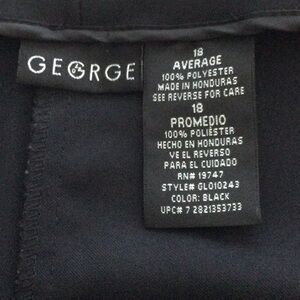 GEORGE
18
AVERAGE
100% POLYESTER
MADE IN HONDURAS
SEE REVERSE FOR CARE
18
PROMEDIO
100% POLIÉSTER
HECHO EN HONDURAS
VE EL REVERSO
PARA EL CUIDADO
RN# 19747
STYLE# GLO10243
COLOR: BLACK
UPC# 7 2821353733